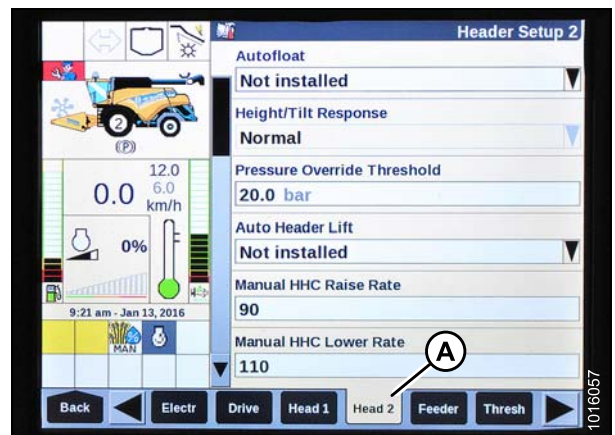 Header Setup 2
Autofloat
Not installed
Height/Tilt Response
Normal
Pressure Override Threshold
20.0 bar
Auto Header Lift
Not installed
Manual HHC Raise Rate
90
Manual HHC Lower Rate
110
2
(P)
12.0
6.0
0.0 km/h
0%
9:21 am - Jan 13, 2016
MAN
A
Back
Electr
Drive
Head 1
Head 2
Feeder
Thresh
1016057